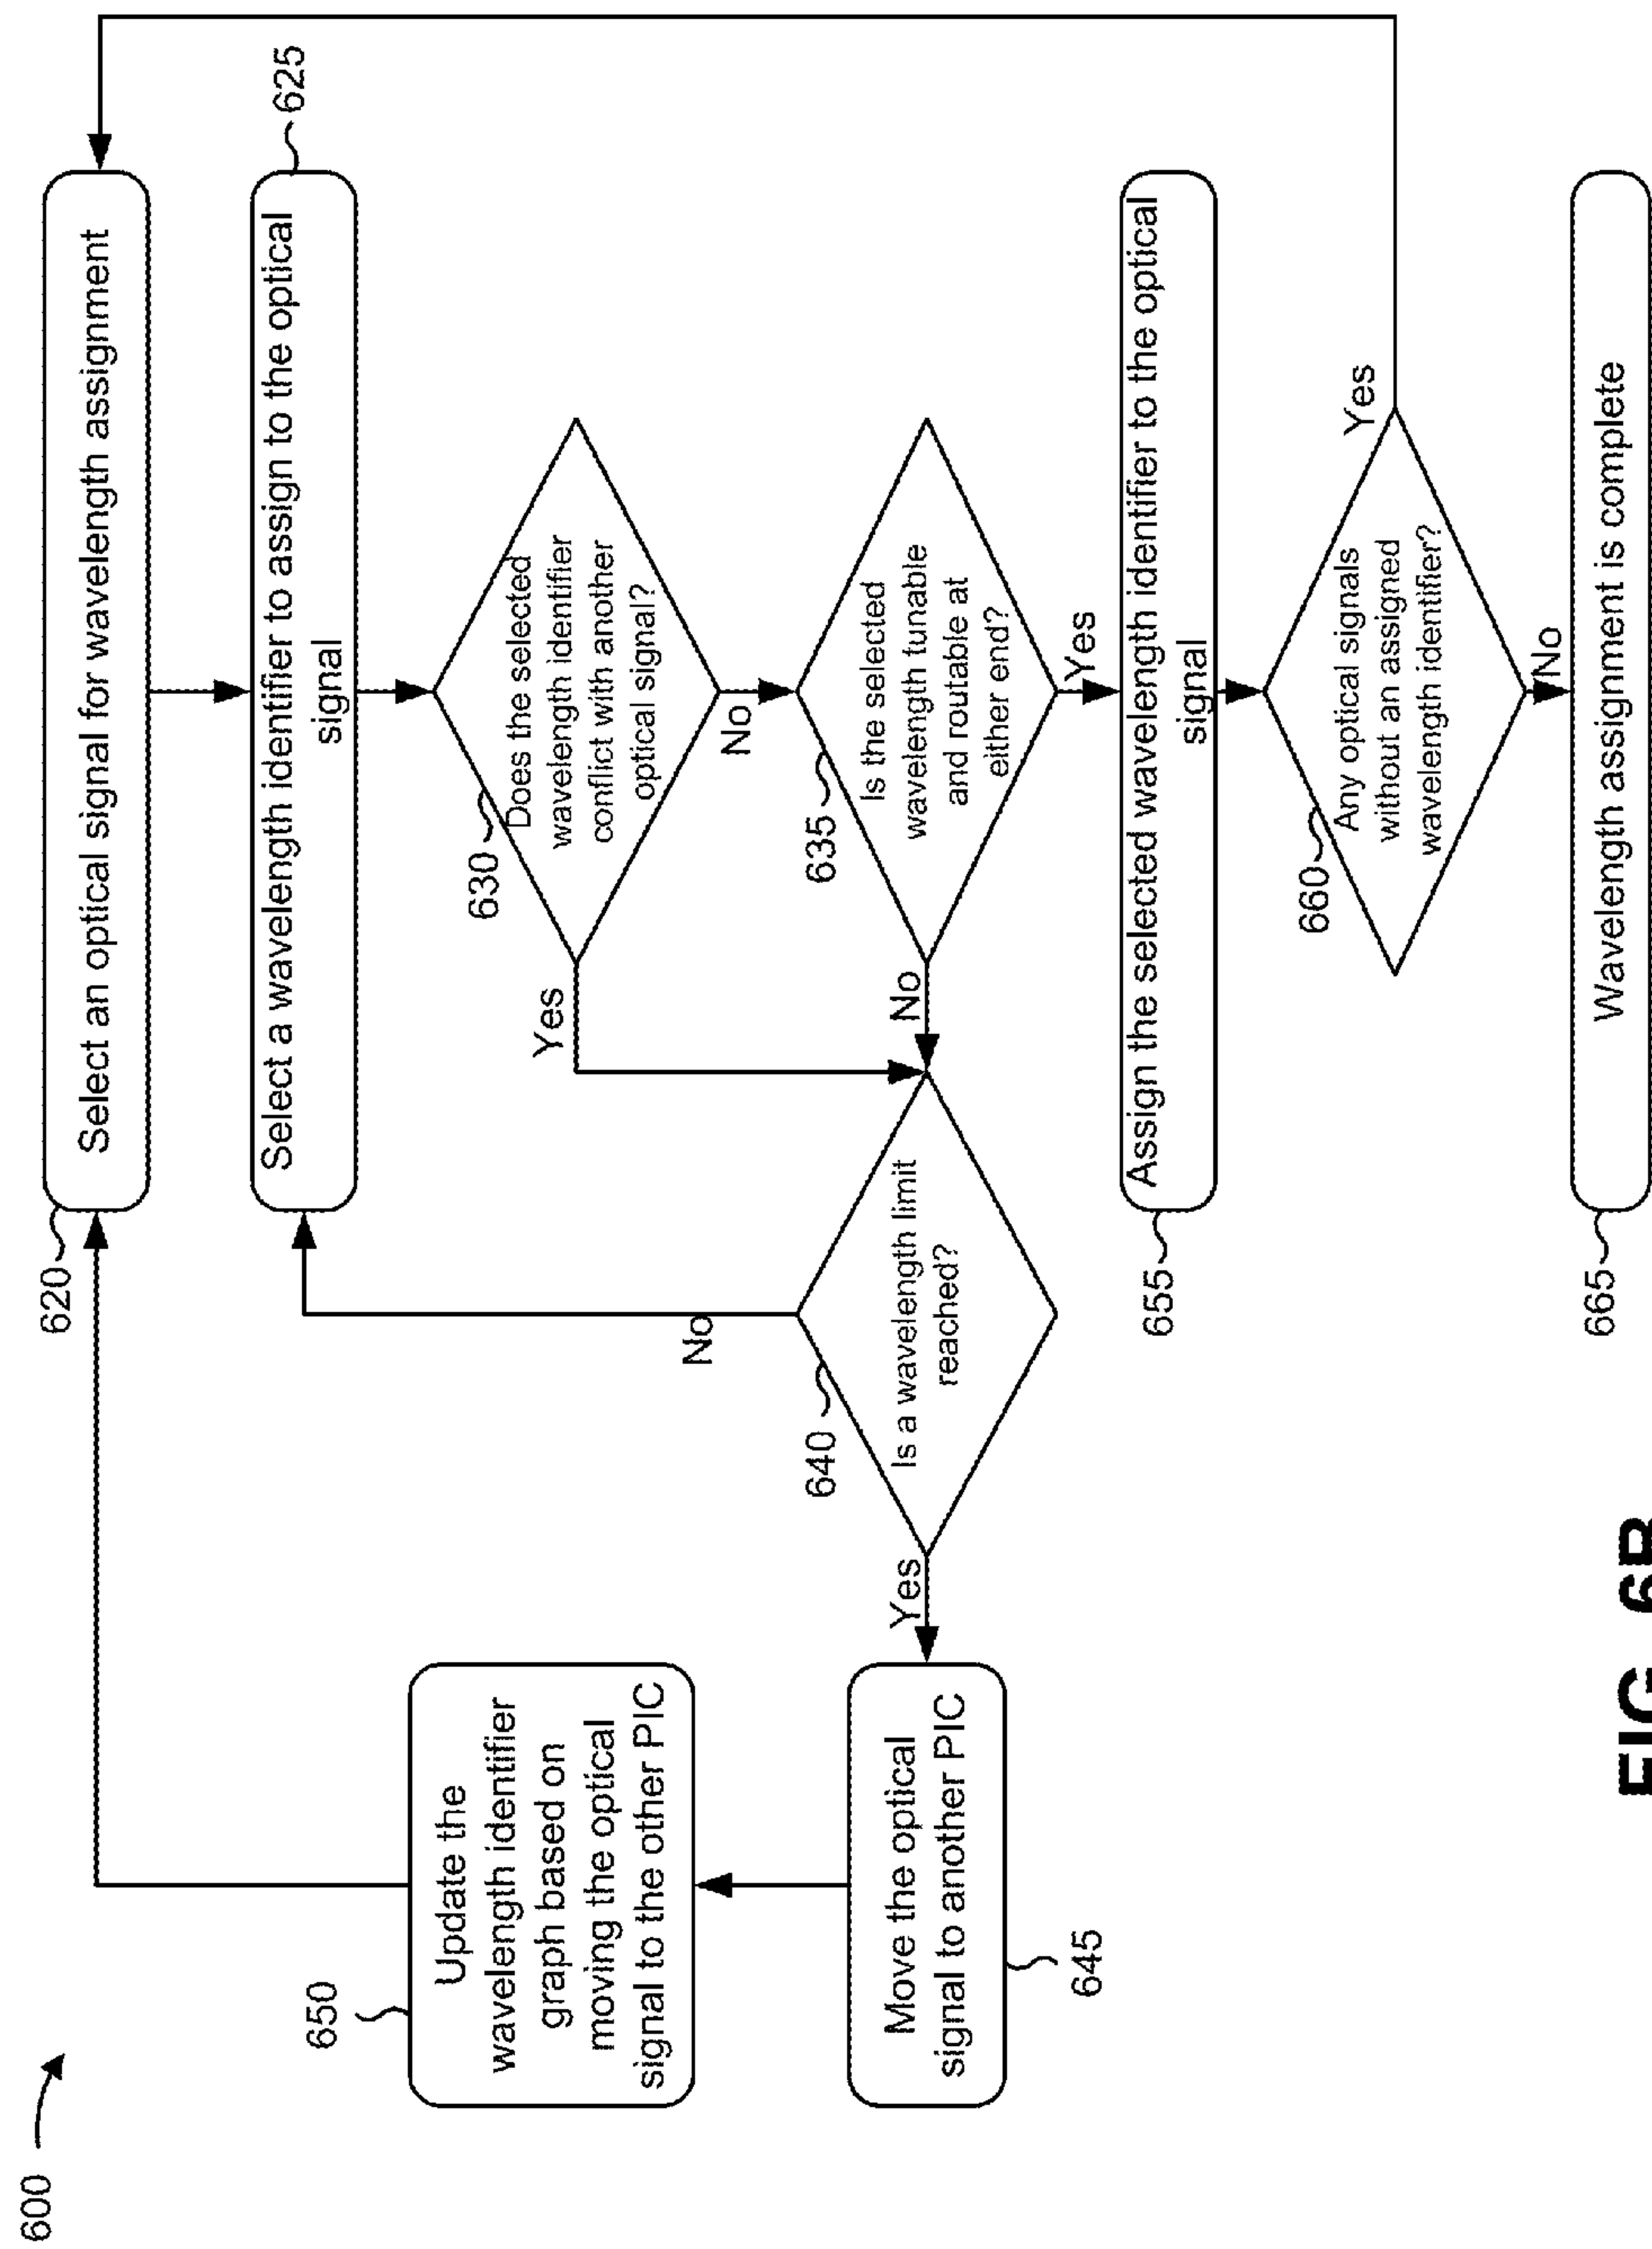 600
620
Select an optical signal for wavelength assignment
625
Select a wavelength identifier to assign to the optical
signal
630
Does the selected
wavelength identifier
conflict with another
optical signal?
Yes
No
635
Is the selected
wavelength tunable
and routable at
either end?
No
Yes
640
Is a wavelength limit
reached?
No
Yes
645
Move the optical
signal to another PIC
650
Update the
wavelength identifier
graph based on
moving the optical
signal to the other PIC
655
Assign the selected wavelength identifier to the optical
signal
660
Any optical signals
without an assigned
wavelength identifier?
Yes
No
665
Wavelength assignment is complete
FIG. 6B